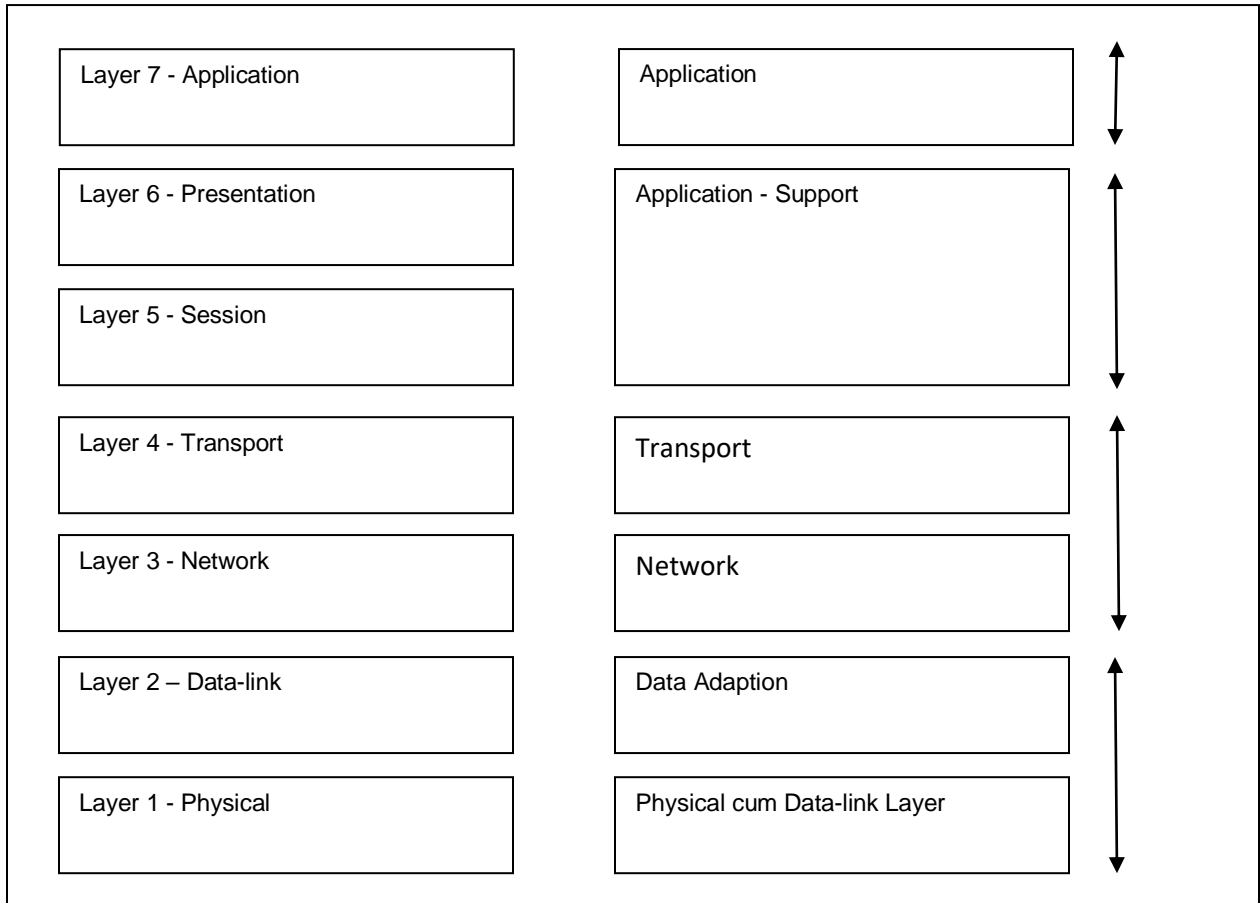 Layer 7 - Application
Application
Layer 6 - Presentation
Application - Support
Layer 5 - Session
Layer 4 - Transport
Transport
Layer 3 - Network
Network
Layer 2 – Data-link
Data Adaption
Layer 1 - Physical
Physical cum Data-link Layer